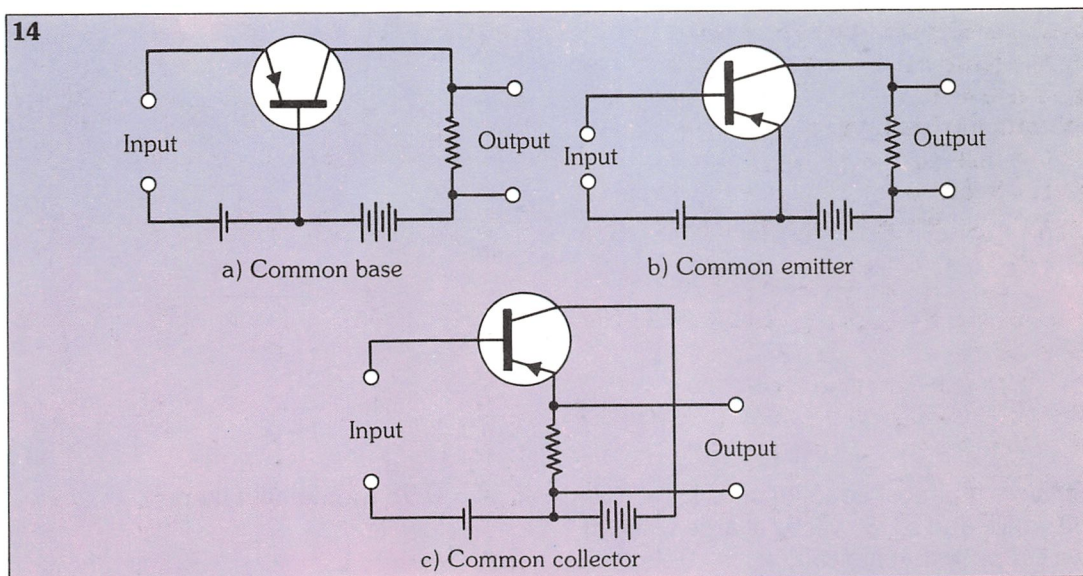 14
Input
Output
a) Common base
Input
Output
b) Common emitter
Input
Output
c) Common collector